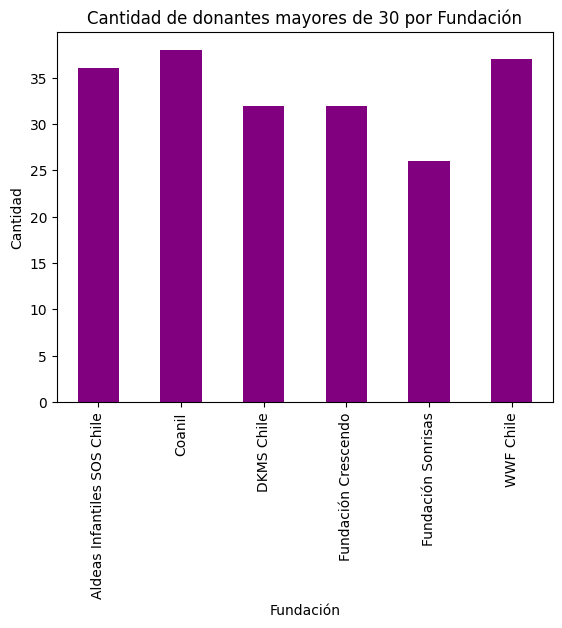 Cantidad de donantes mayores de 30 por Fundación
Cantidad
35
30
25
20
15
10
5
0
Aldeas Infantiles SOS Chile
Coanil
DKMS Chile
Fundación Crescendo
Fundación Sonrisas
WWF Chile
Fundación